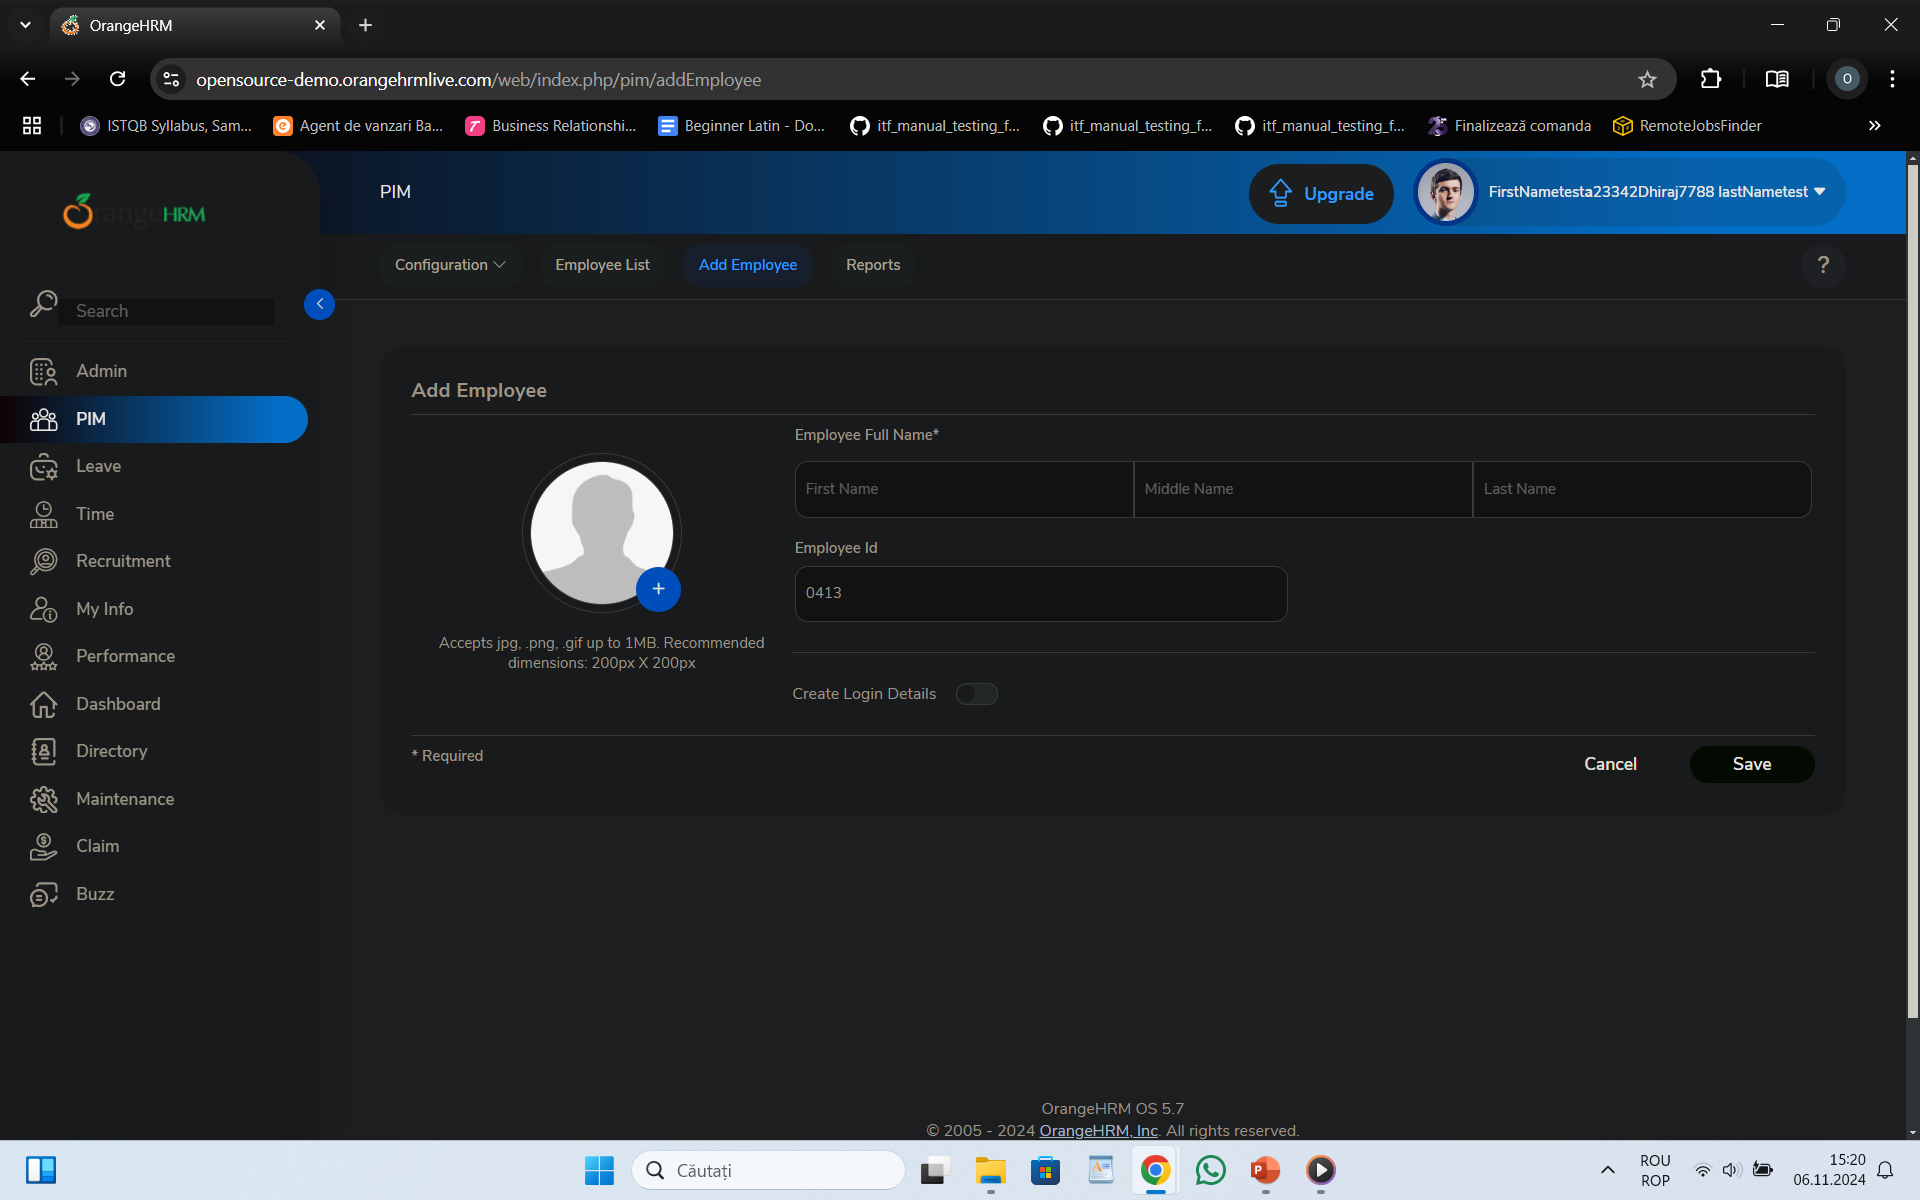 OrangeHRM
opensource-demo.orangehrmlive.com/web/index.php/pim/addEmployee
O
ISTQB Syllabus, Sam...
Agent de vanzari Ba...
Business Relationshi...
Beginner Latin - Do...
itf_manual_testing_f...
itf_manual_testing_f...
itf_manual_testing_f...
Finalizează comanda
RemoteJobsFinder
OrangeHRM
PIM
Upgrade
FirstNametesta23342Dhiraj7788 lastNametest
Configuration
Employee List
Add Employee
Reports
?
Search
Admin
PIM
Leave
Time
Recruitment
My Info
Performance
Dashboard
Directory
Maintenance
Claim
Buzz
Add Employee
Employee Full Name*
First Name
Middle Name
Last Name
Employee Id
0413
Accepts jpg, .png, .gif up to 1MB. Recommended
dimensions: 200px X 200px
Create Login Details
* Required
Cancel
Save
OrangeHRM OS 5.7
© 2005 - 2024 OrangeHRM, Inc. All rights reserved.
Căutați
ROU
ROP
15:20
06.11.2024